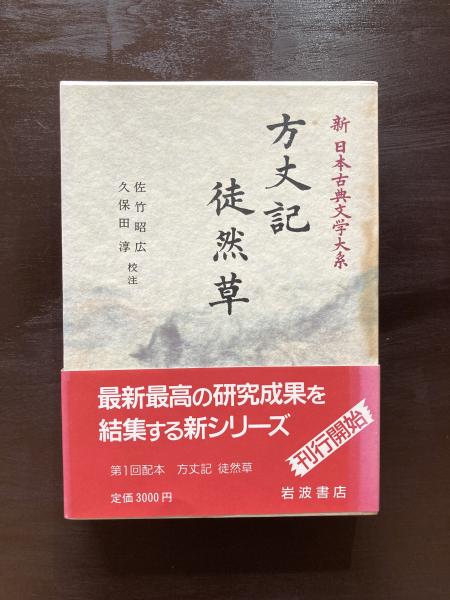 新 日本古典文学大系
方丈記
徒然草
佐竹昭広
久保田淳
校注
最新最高の研究成果を
結集する新シリーズ
刊行開始
第1回配本 方丈記 徒然草
定価3000円
岩波書店